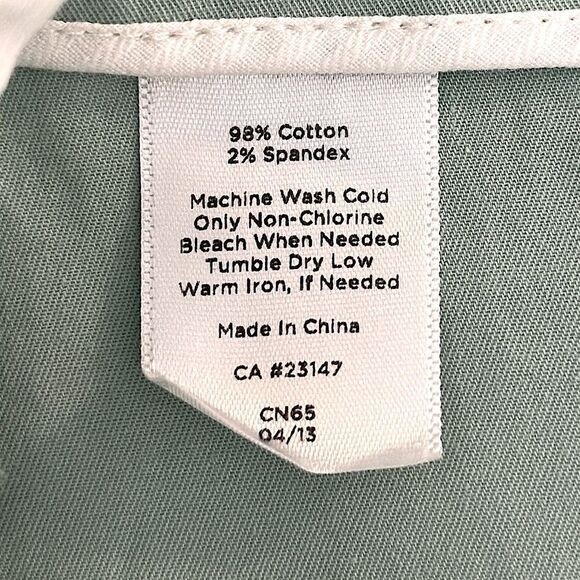 98% Cotton
2% Spandex
Machine Wash Cold
Only Non-Chlorine
Bleach When Needed
Tumble Dry Low
Warm Iron, If Needed
Made In China
CA #23147
CN65
04/13